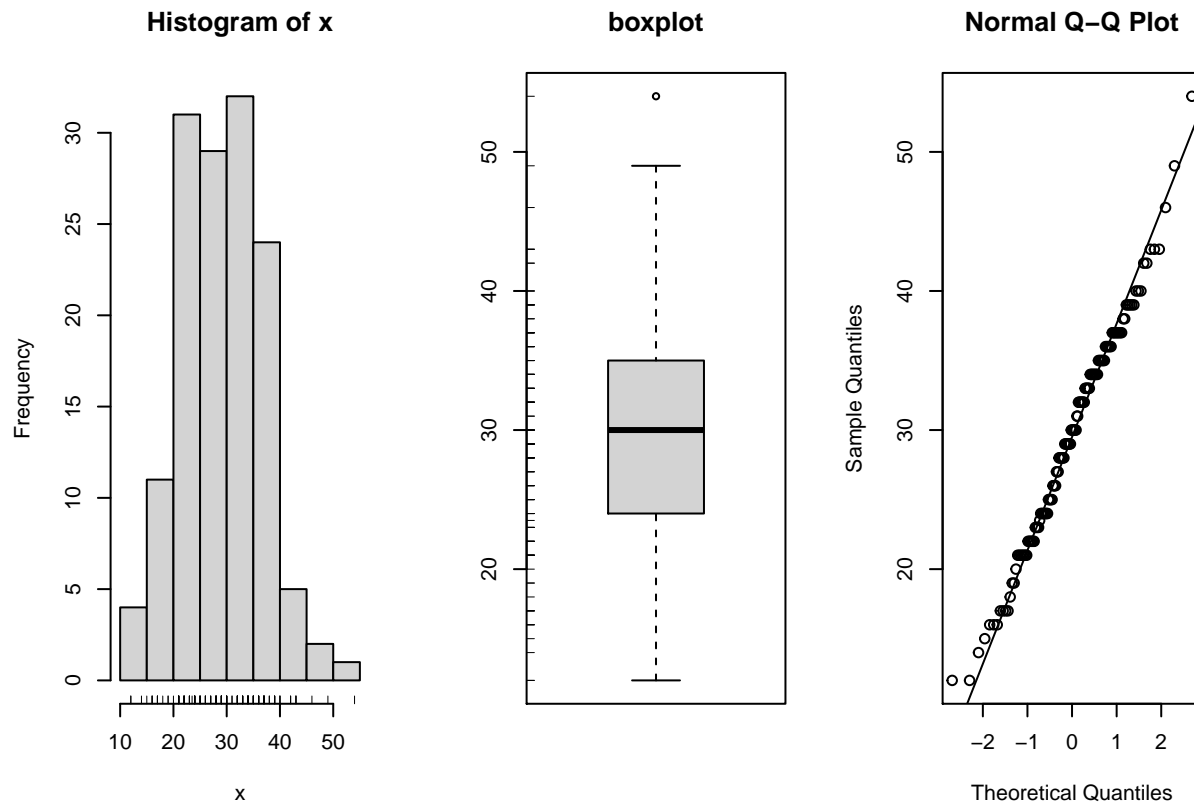 Histogram of x
Frequency
30
25
20
15
10
5
0
10 20 30 40 50
x
boxplot
50
40
30
20
Normal Q−Q Plot
Sample Quantiles
50
40
30
20
−2 −1 0 1 2
Theoretical Quantiles